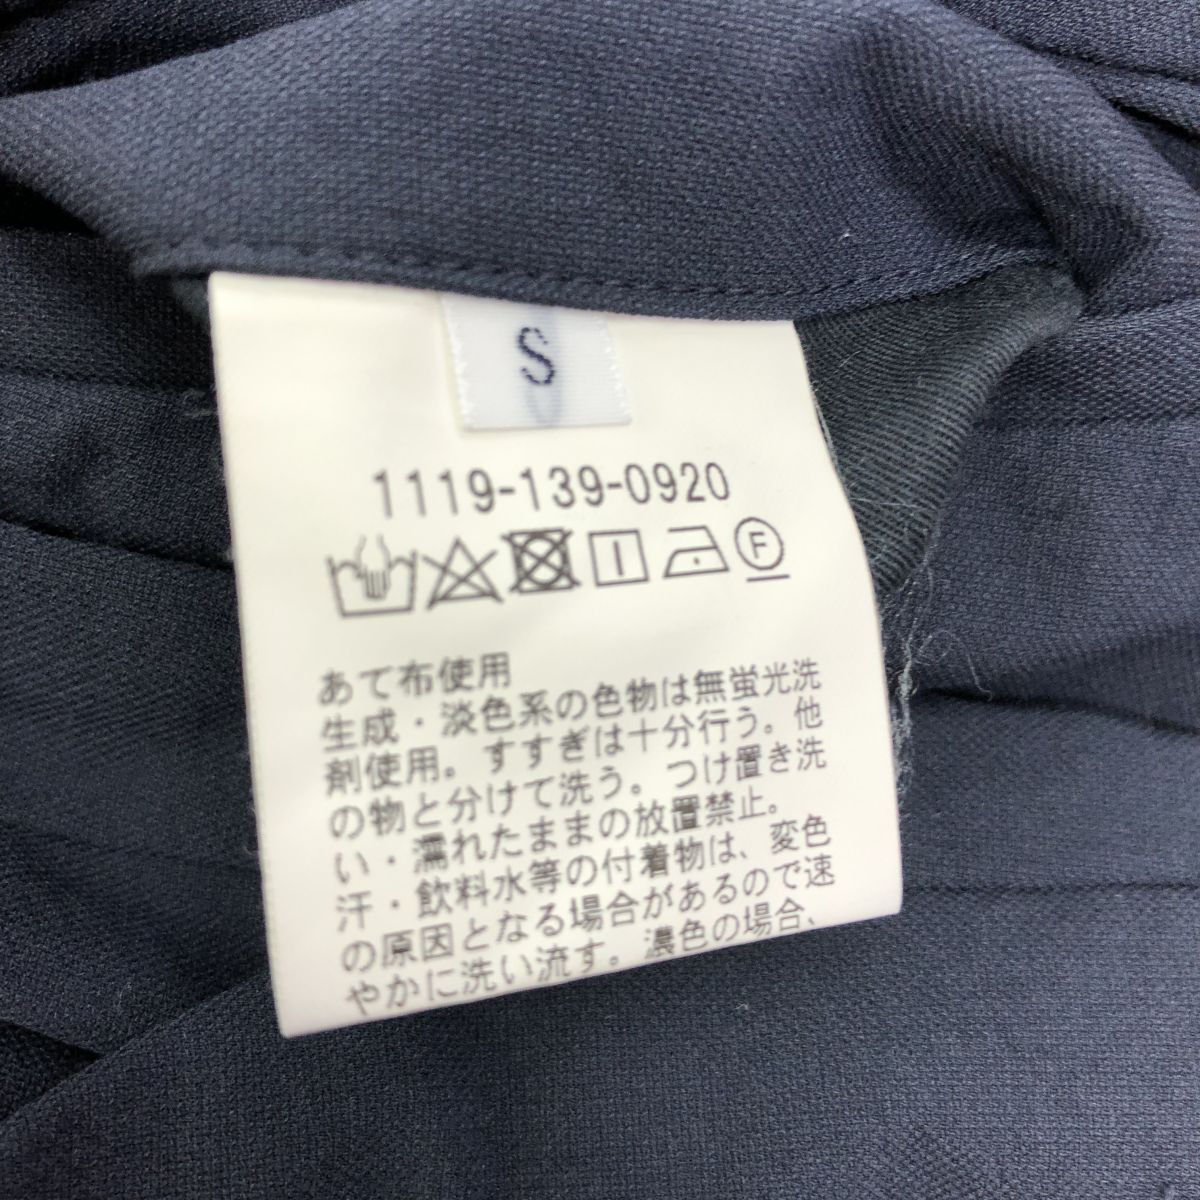 S
1119-139-0920
F
あて布使用
生成・淡色系の色物は無蛍光洗
剤使用。すすぎは十分行う。他
の物と分けて洗う。つけ置き洗
い・濡れたままの放置禁止。
汗・飲料水等の付着物は、変色
の原因となる場合があるので速
やかに洗い流す。濃色の場合、